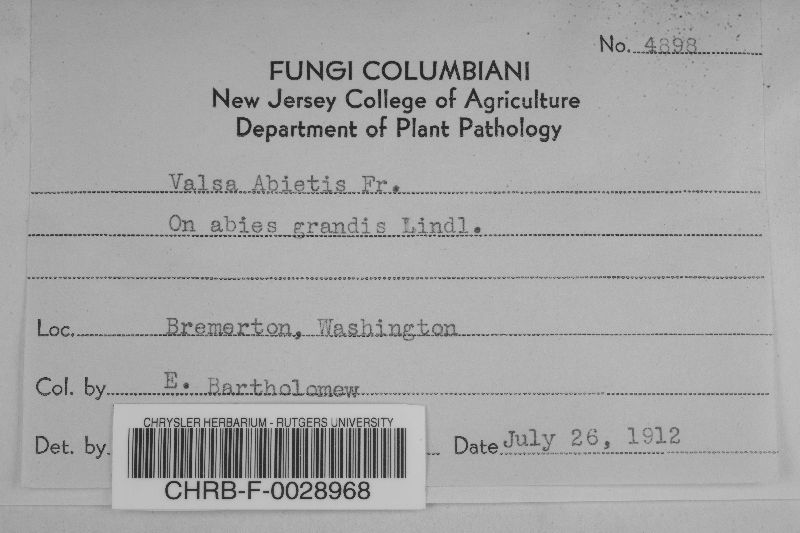 No. 4898
FUNGI COLUMBIANI
New Jersey College of Agriculture
Department of Plant Pathology
Valsa Abietis Fr.
On abies grandis Lindl.
Loc. Bremerton, Washington
Col. by E. Bartholomew
Det. by Date July 26, 1912
CHRYSLER HERBARIUM - RUTGERS UNIVERSITY
CHRB-F-0028968